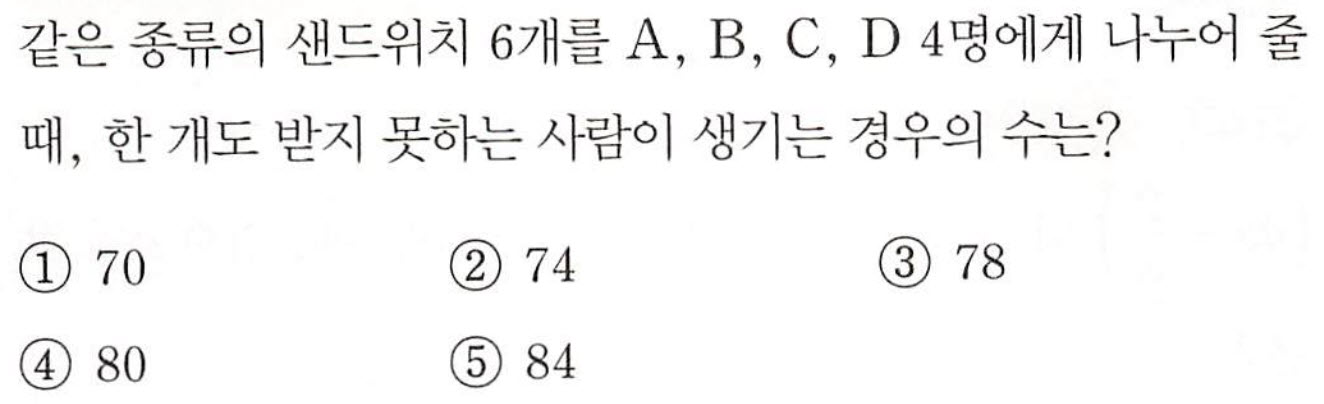 같은 종류의 샌드위치 6개를 A, B, C, D 4명에게 나누어 줄
때, 한 개도 받지 못하는 사람이 생기는 경우의 수는?
① 70 ② 74 ③ 78
④ 80 ⑤ 84